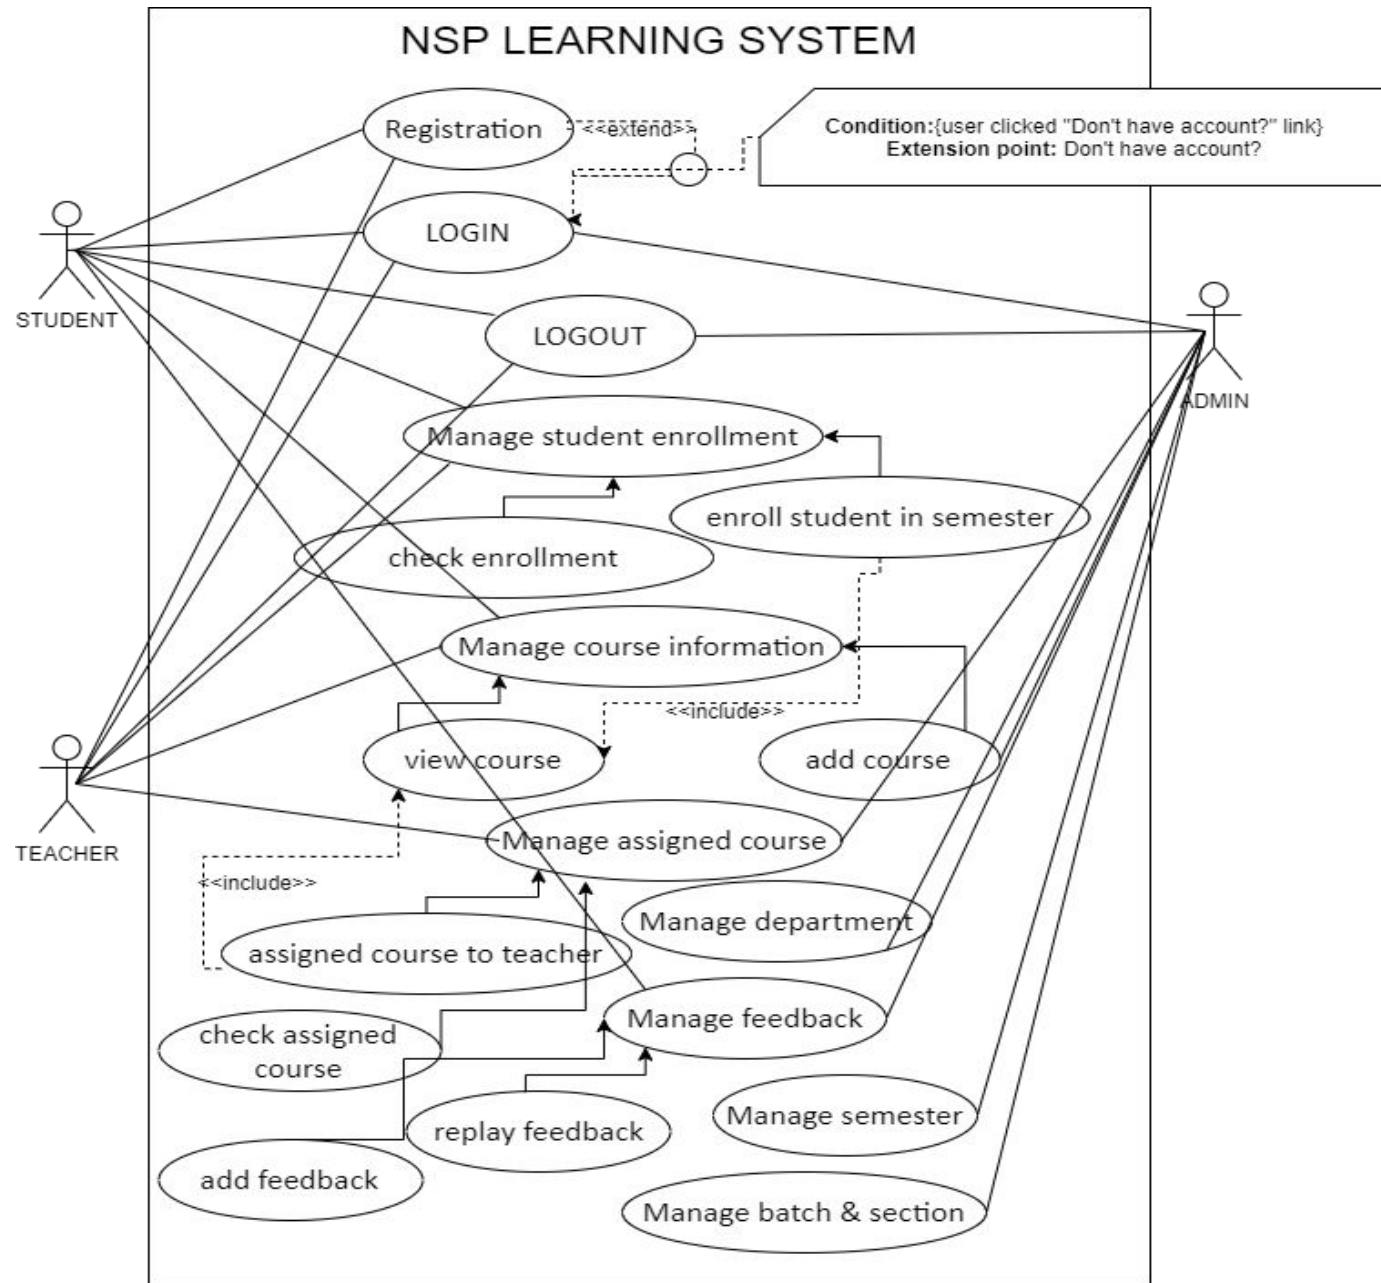 NSP LEARNING SYSTEM
Registration
<<extend>>
Condition:{user clicked "Don't have account?" link}
Extension point: Don't have account?
LOGIN
STUDENT
LOGOUT
ADMIN
Manage student enrollment
enroll student in semester
check enrollment
Manage course information
<<include>>
view course
add course
TEACHER
Manage assigned course
<<include>>
Manage department
assigned course to teacher
Manage feedback
check assigned
course
Manage semester
replay feedback
add feedback
Manage batch & section